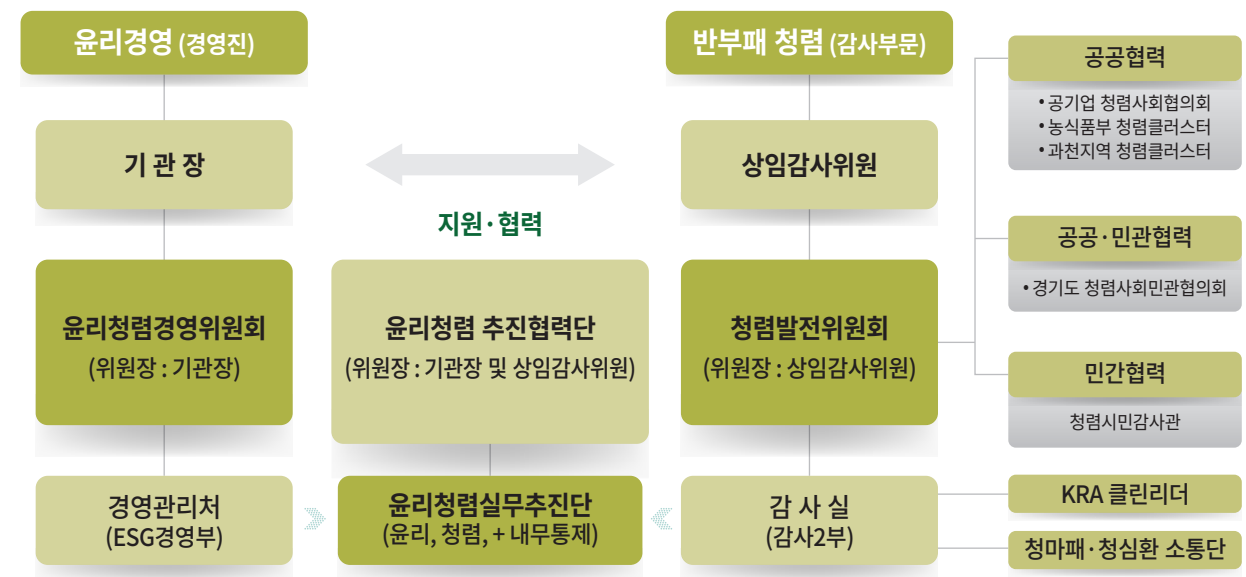 윤리경영 (경영진)
기 관 장
윤리청렴경영위원회
(위원장 : 기관장)
경영관리처
(ESG경영부)
지원·협력
윤리청렴 추진협력단
(위원장 : 기관장 및 상임감사위원)
윤리청렴실무추진단
(윤리, 청렴, + 내무통제)
반부패 청렴 (감사부문)
상임감사위원
청렴발전위원회
(위원장 : 상임감사위원)
감 사 실
(감사2부)
공공협력
• 공기업 청렴사회협의회
• 농식품부 청렴클러스터
• 과천지역 청렴클러스터
공공·민관협력
• 경기도 청렴사회민관협의회
민간협력
청렴시민감사관
KRA 클린리더
청마패·청심환 소통단